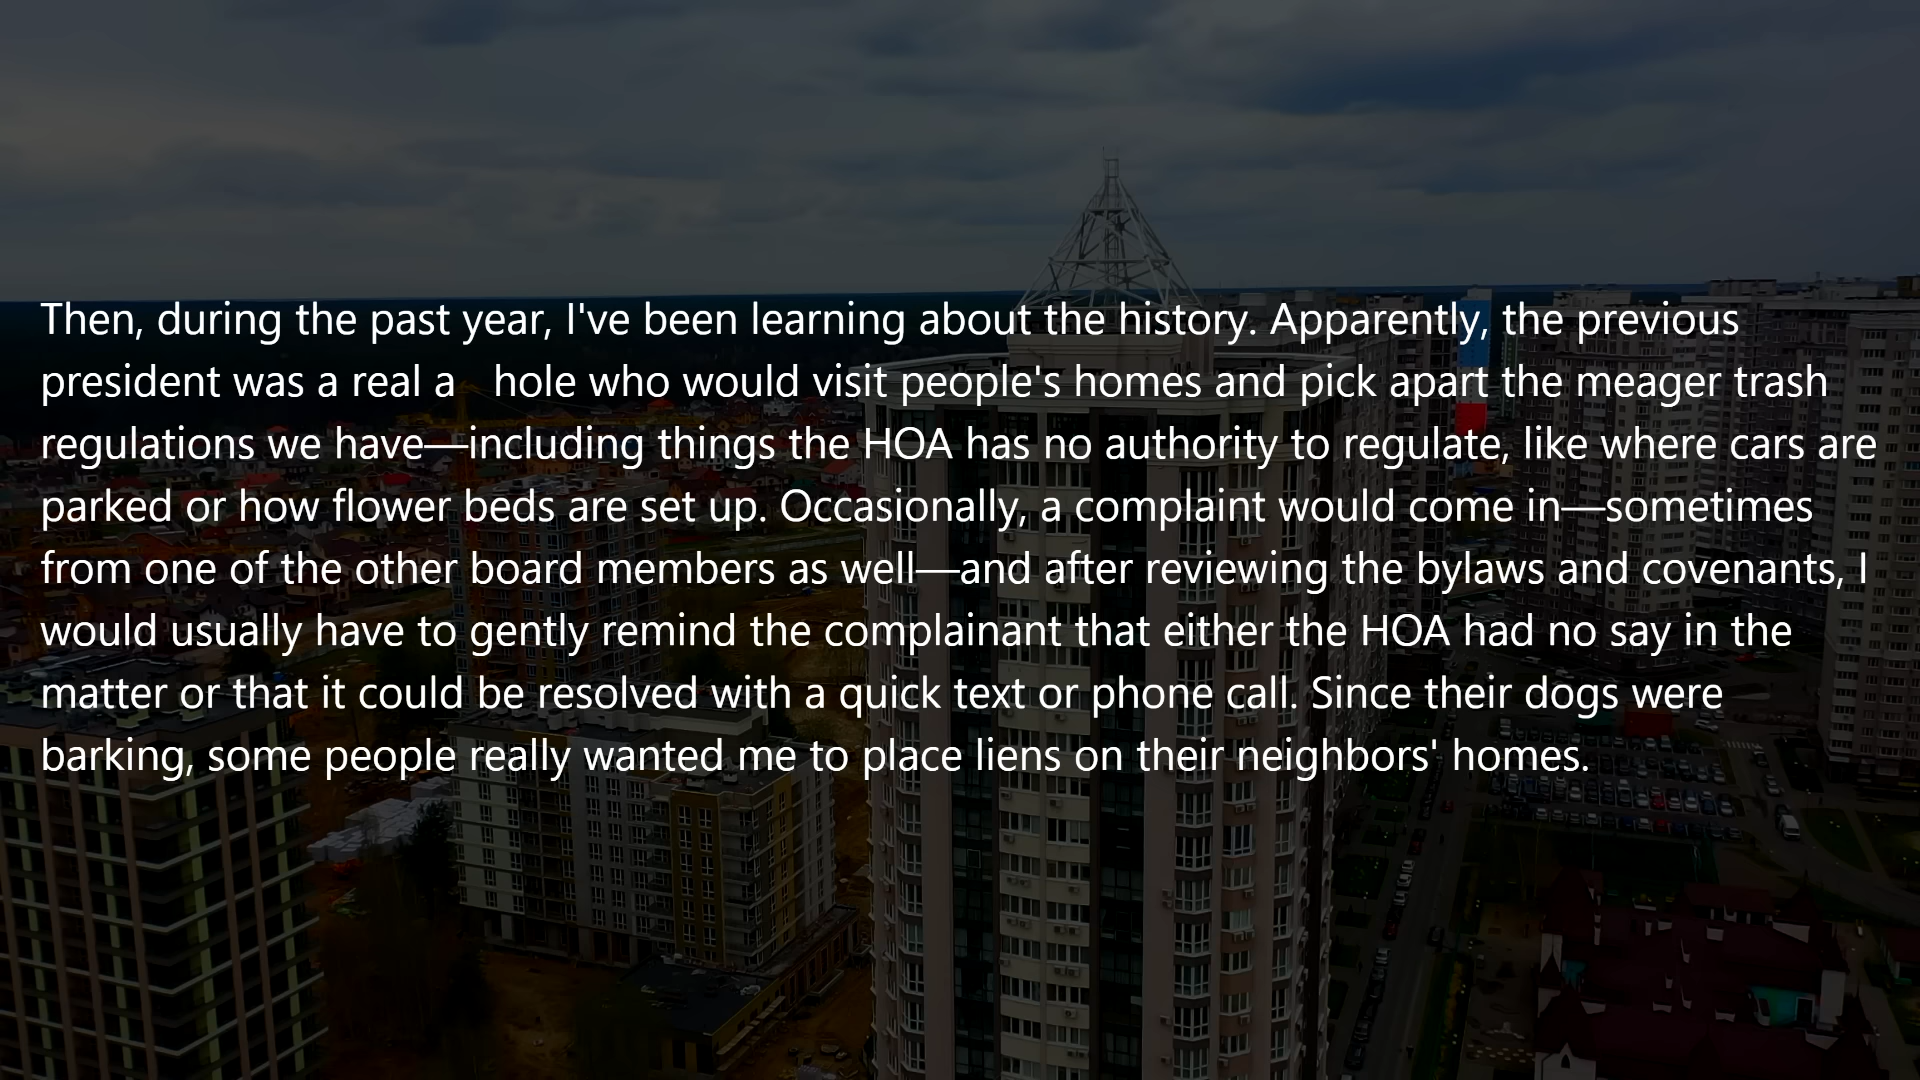 Then, during the past year, I've been learning about the history. Apparently, the previous
president was a real a   hole who would visit people's homes and pick apart the meager trash
regulations we have—including things the HOA has no authority to regulate, like where cars are
parked or how flower beds are set up. Occasionally, a complaint would come in—sometimes
from one of the other board members as well—and after reviewing the bylaws and covenants, I
would usually have to gently remind the complainant that either the HOA had no say in the
matter or that it could be resolved with a quick text or phone call. Since their dogs were
barking, some people really wanted me to place liens on their neighbors' homes.